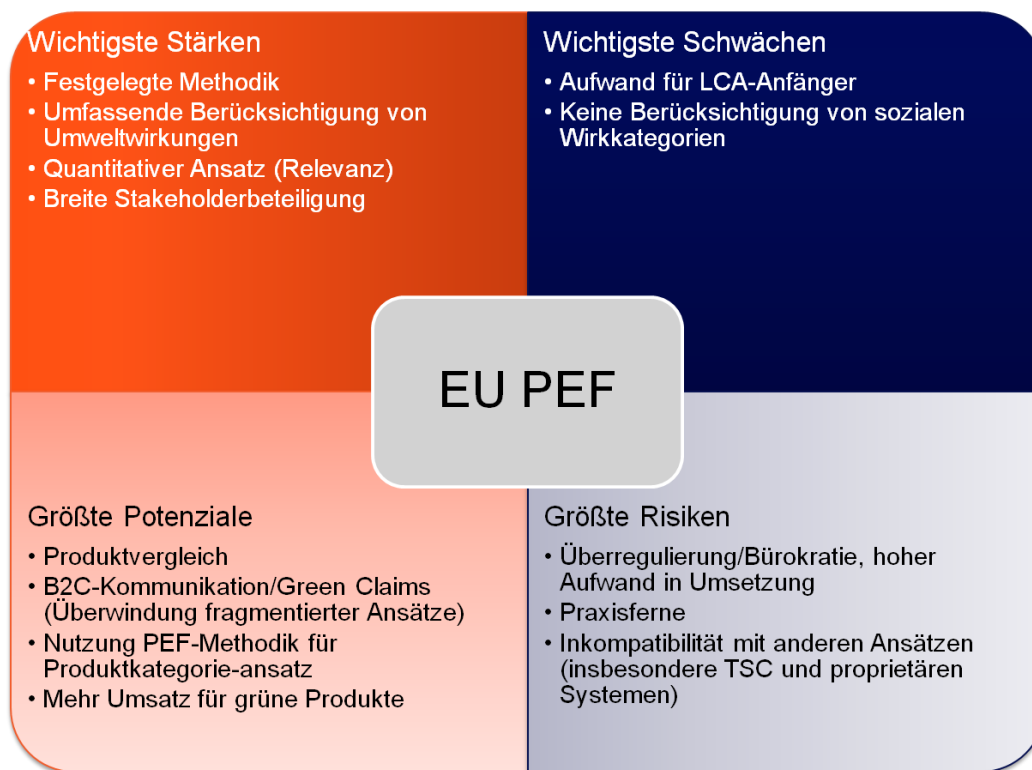 Wichtigste Stärken
• Festgelegte Methodik
• Umfassende Berücksichtigung von
Umweltwirkungen
• Quantitativer Ansatz (Relevanz)
• Breite Stakeholderbeteiligung
Wichtigste Schwächen
• Aufwand für LCA-Anfänger
• Keine Berücksichtigung von sozialen
Wirkkategorien
EU PEF
Größte Potenziale
• Produktvergleich
• B2C-Kommunikation/Green Claims
(Überwindung fragmentierter Ansätze)
• Nutzung PEF-Methodik für
Produktkategorie-ansatz
• Mehr Umsatz für grüne Produkte
Größte Risiken
• Überregulierung/Bürokratie, hoher
Aufwand in Umsetzung
• Praxisferne
• Inkompatibilität mit anderen Ansätzen
(insbesondere TSC und proprietären
Systemen)